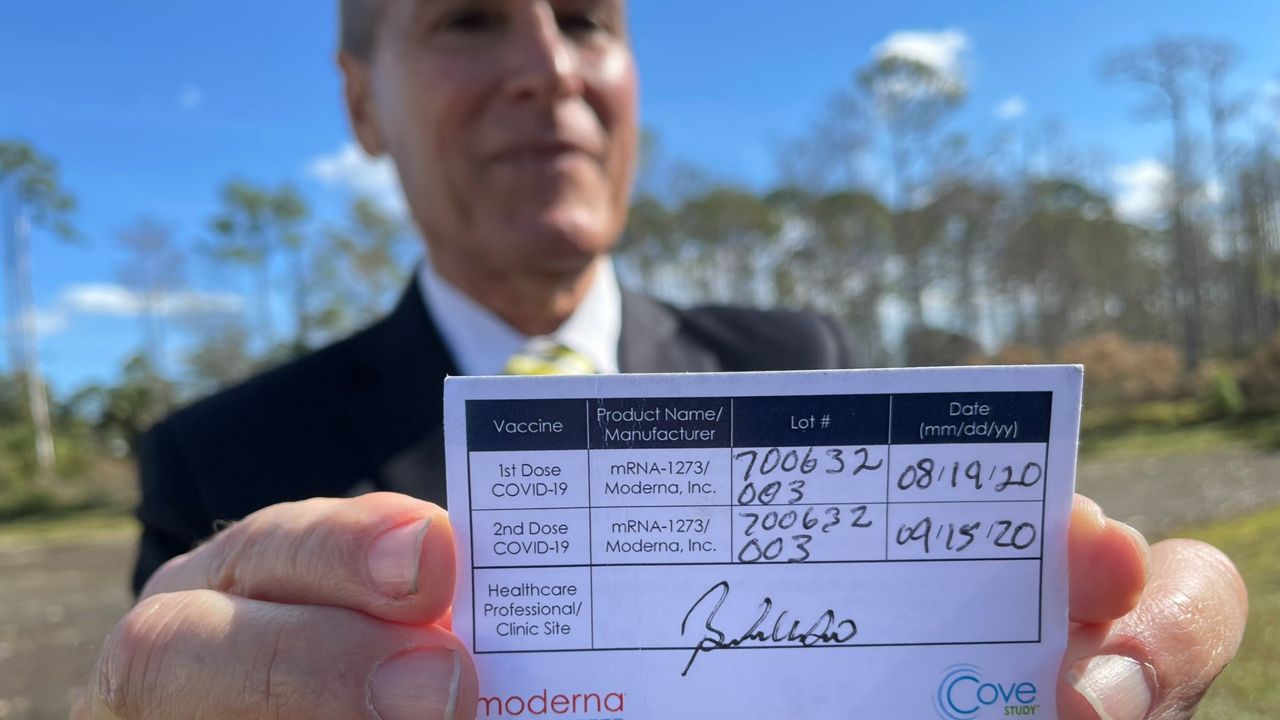 Vaccine
Product Name/
Manufacturer
Lot #
Date
(mm/dd/yy)
1st Dose
COVID-19
mRNA-1273/
Moderna, Inc.
700632
003
08/19/20
2nd Dose
COVID-19
mRNA-1273/
Moderna, Inc.
700632
003
09/15/20
Healthcare
Professional/
Clinic Site
moderna
Cove
STUDY™